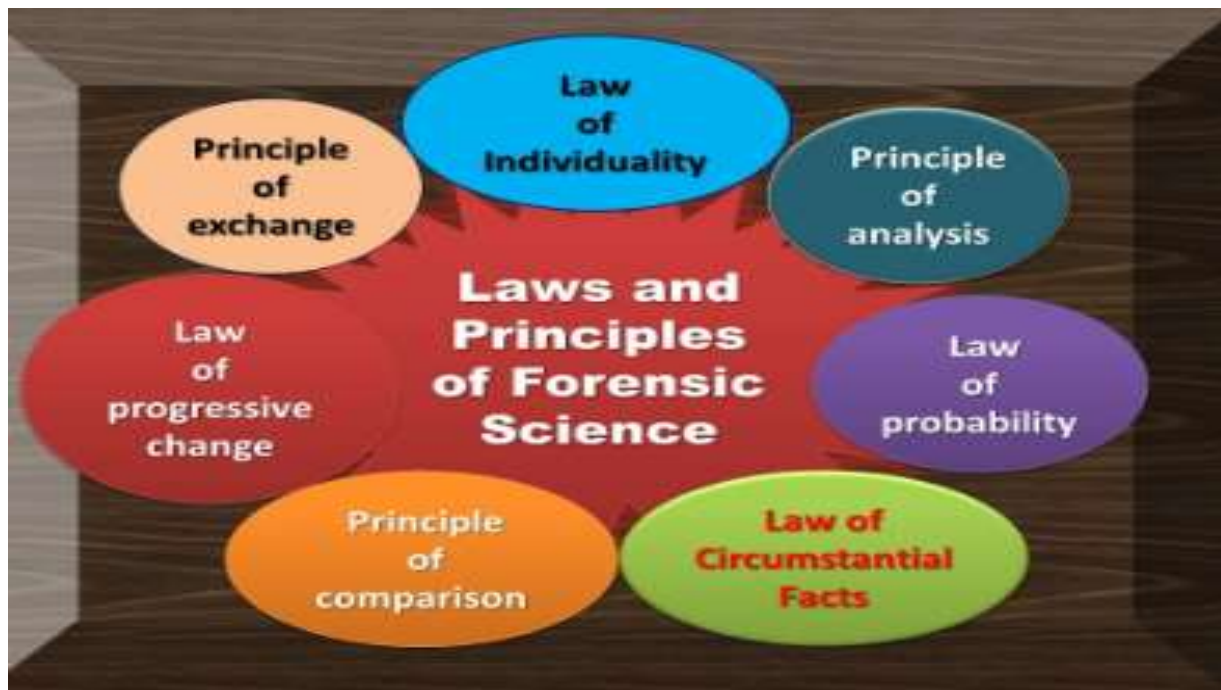 Law
of
Individuality
Principle
of
exchange
Principle
of
analysis
Laws and
Principles
of Forensic
Science
Law
of
progressive
change
Law
of
probability
Principle
of
comparison
Law of
Circumstantial
Facts